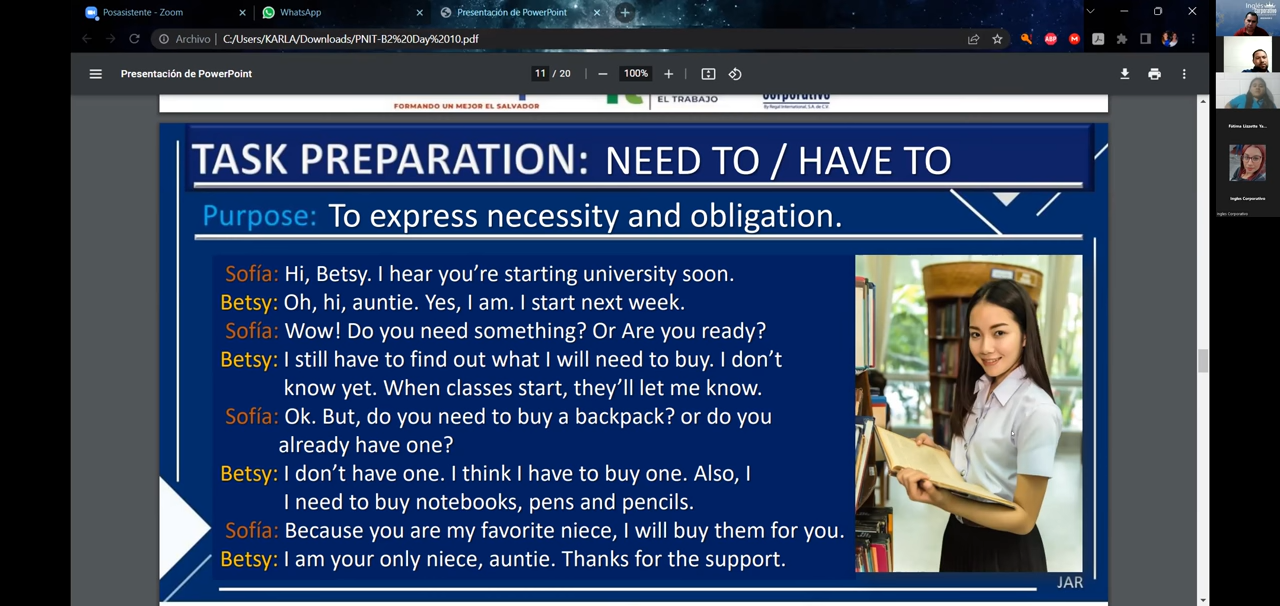 Posasistente - Zoom
WhatsApp
Presentación de PowerPoint
Archivo
C:/Users/KARLA/Downloads/PNIT-B2%20Day%2010.pdf
ABP
Presentación de PowerPoint
11 / 20
100%
FORMANDO UN MEJOR EL SALVADOR
EL TRABAJO
TASK PREPARATION: NEED TO / HAVE TO
Purpose: To express necessity and obligation.
Sofía: Hi, Betsy. I hear you’re starting university soon.
Betsy: Oh, hi, auntie. Yes, I am. I start next week.
Sofía: Wow! Do you need something? Or Are you ready?
Betsy: I still have to find out what I will need to buy. I don’t
know yet. When classes start, they’ll let me know.
Sofía: Ok. But, do you need to buy a backpack? or do you
already have one?
Betsy: I don’t have one. I think I have to buy one. Also, I
I need to buy notebooks, pens and pencils.
Sofía: Because you are my favorite niece, I will buy them for you.
Betsy: I am your only niece, auntie. Thanks for the support.
JAR
Fátima Lizzette Ya...
Ingles Corporativo
Ingles Corporativo